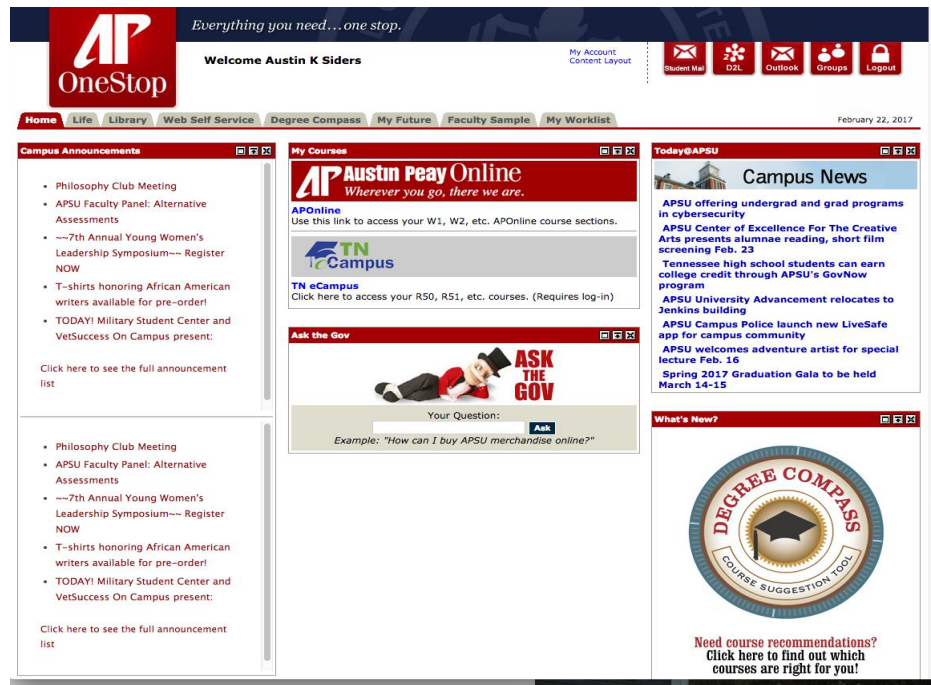 AP
OneStop
Everything you need...one stop.
Welcome Austin K Siders
My Account
Content Layout
Student Mail
D2L
Outlook
Groups
Logout
Home
Life
Library
Web Self Service
Degree Compass
My Future
Faculty Sample
My Worklist
February 22, 2017
Campus Announcements
Philosophy Club Meeting
APSU Faculty Panel: Alternative
Assessments
~~7th Annual Young Women's
Leadership Symposium~~ Register
NOW
T-shirts honoring African American
writers available for pre-order!
TODAY! Military Student Center and
VetSuccess On Campus present:
Click here to see the full announcement
list
Philosophy Club Meeting
APSU Faculty Panel: Alternative
Assessments
~~7th Annual Young Women's
Leadership Symposium~~ Register
NOW
T-shirts honoring African American
writers available for pre-order!
TODAY! Military Student Center and
VetSuccess On Campus present:
Click here to see the full announcement
list
My Courses
AP Austin Peay Online
Wherever you go, there we are.
APOnline
Use this link to access your W1, W2, etc. APOnline course sections.
TN
eCampus
TN eCampus
Click here to access your R50, R51, etc. courses. (Requires log-in)
Ask the Gov
ASK
THE
GOV
Your Question:
Ask
Example: "How can I buy APSU merchandise online?"
Today@APSU
Campus News
APSU offering undergrad and grad programs
in cybersecurity
APSU Center of Excellence For The Creative
Arts presents alumnae reading, short film
screening Feb. 23
Tennessee high school students can earn
college credit through APSU's GovNow
program
APSU University Advancement relocates to
Jenkins building
APSU Campus Police launch new LiveSafe
app for campus community
APSU welcomes adventure artist for special
lecture Feb. 16
Spring 2017 Graduation Gala to be held
March 14-15
What's New?
DEGREE COMPASS
COURSE SUGGESTION TOOL
Need course recommendations?
Click here to find out which
courses are right for you!